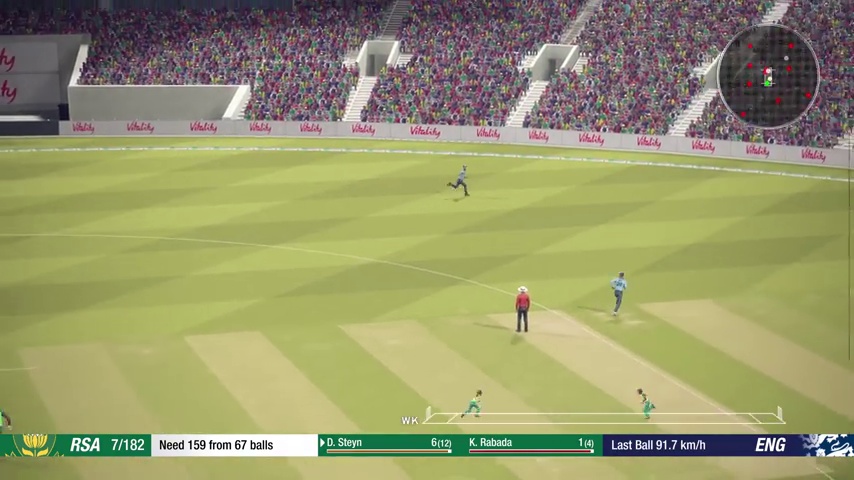 Vitality
Vitality
Vitality Vitality Vitality Vitality Vitality Vitality Vitality Vitality Vitality Vitality Vitality Vitality Vitality
WK
RSA 7/182 Need 159 from 67 balls D. Steyn 6(12) K. Rabada 1(4) Last Ball 91.7 km/h ENG